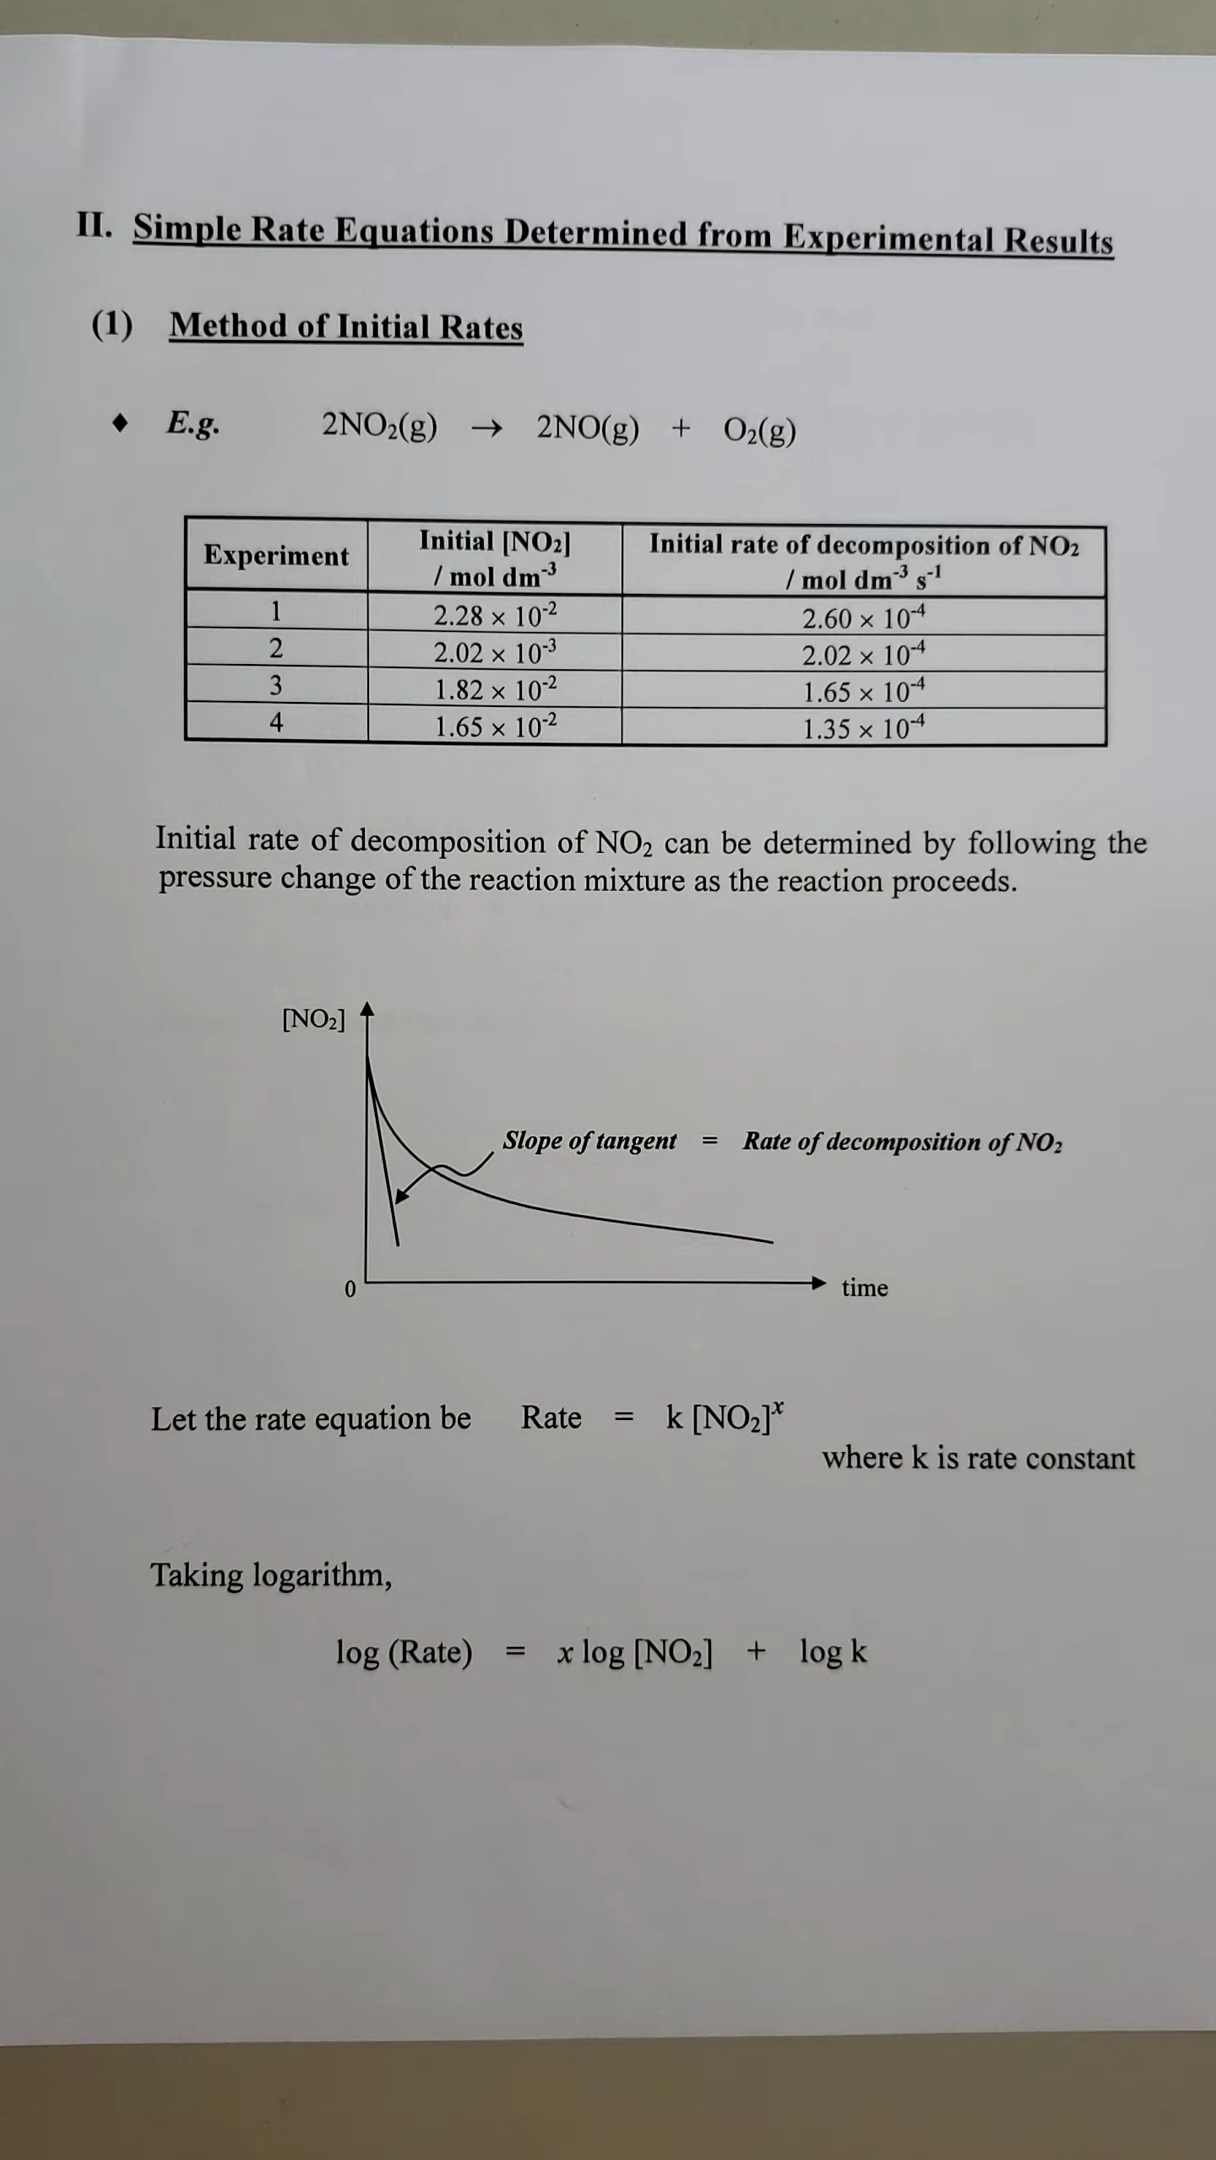 II. Simple Rate Equations Determined from Experimental Results
(1) Method of Initial Rates
♦ E.g. 2NO₂(g) → 2NO(g) + O₂(g)
Experiment Initial [NO₂] / mol dm⁻³ Initial rate of decomposition of NO₂ / mol dm⁻³ s⁻¹
1 2.28 × 10⁻² 2.60 × 10⁻⁴
2 2.02 × 10⁻³ 2.02 × 10⁻⁴
3 1.82 × 10⁻² 1.65 × 10⁻⁴
4 1.65 × 10⁻² 1.35 × 10⁻⁴
Initial rate of decomposition of NO₂ can be determined by following the
pressure change of the reaction mixture as the reaction proceeds.
[NO₂]
Slope of tangent = Rate of decomposition of NO₂
0 time
Let the rate equation be Rate = k [NO₂]ˣ
where k is rate constant
Taking logarithm,
log (Rate) = x log [NO₂] + log k